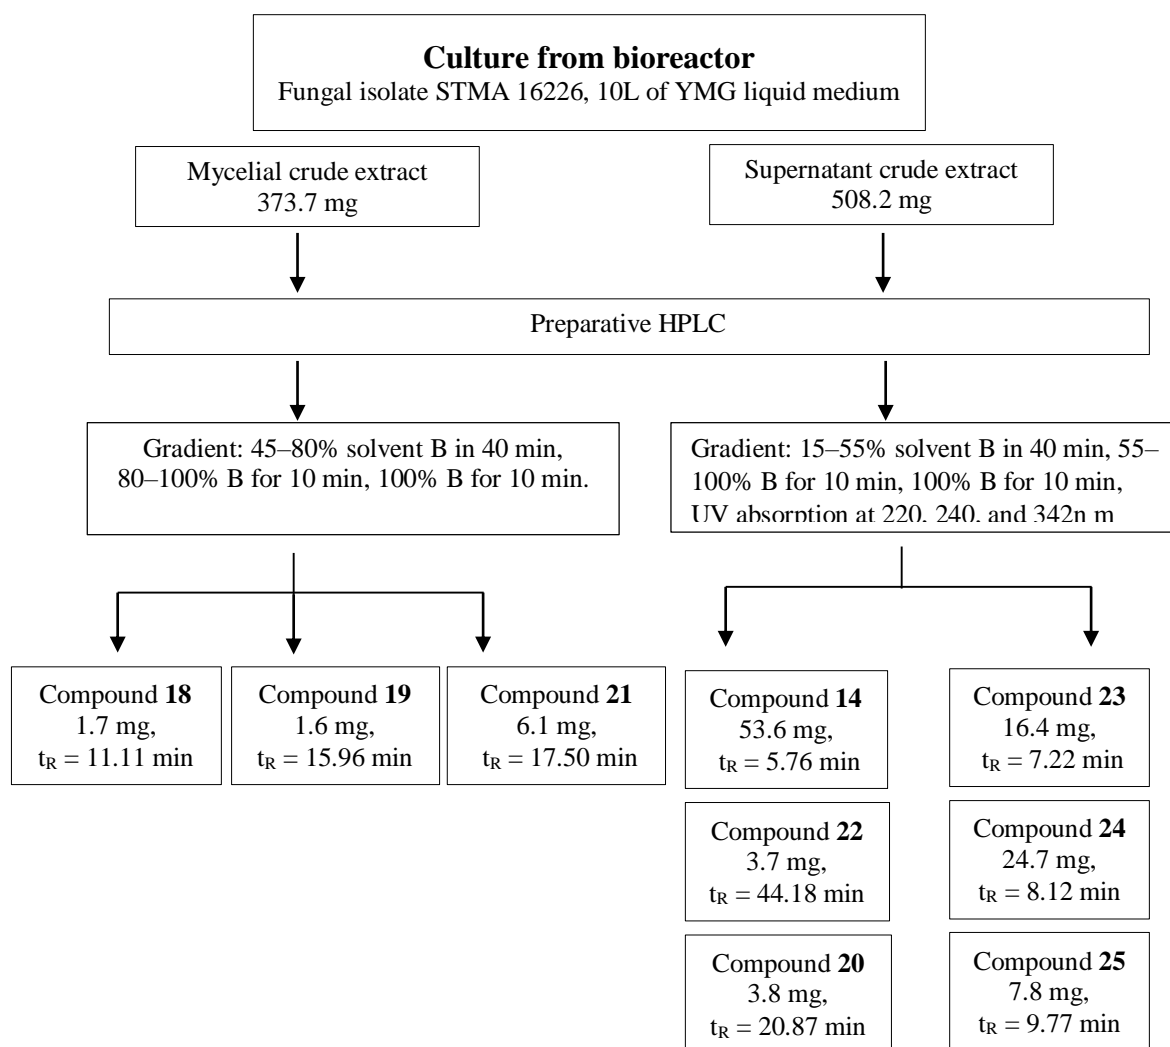 Culture from bioreactor
Fungal isolate STMA 16226, 10L of YMG liquid medium
Mycelial crude extract
373.7 mg
Supernatant crude extract
508.2 mg
Preparative HPLC
Gradient: 45–80% solvent B in 40 min,
80–100% B for 10 min, 100% B for 10 min.
Gradient: 15–55% solvent B in 40 min, 55–
100% B for 10 min, 100% B for 10 min,
UV absorption at 220, 240, and 342n m
Compound 18
1.7 mg,
tR = 11.11 min
Compound 19
1.6 mg,
tR = 15.96 min
Compound 21
6.1 mg,
tR = 17.50 min
Compound 14
53.6 mg,
tR = 5.76 min
Compound 23
16.4 mg,
tR = 7.22 min
Compound 22
3.7 mg,
tR = 44.18 min
Compound 24
24.7 mg,
tR = 8.12 min
Compound 20
3.8 mg,
tR = 20.87 min
Compound 25
7.8 mg,
tR = 9.77 min